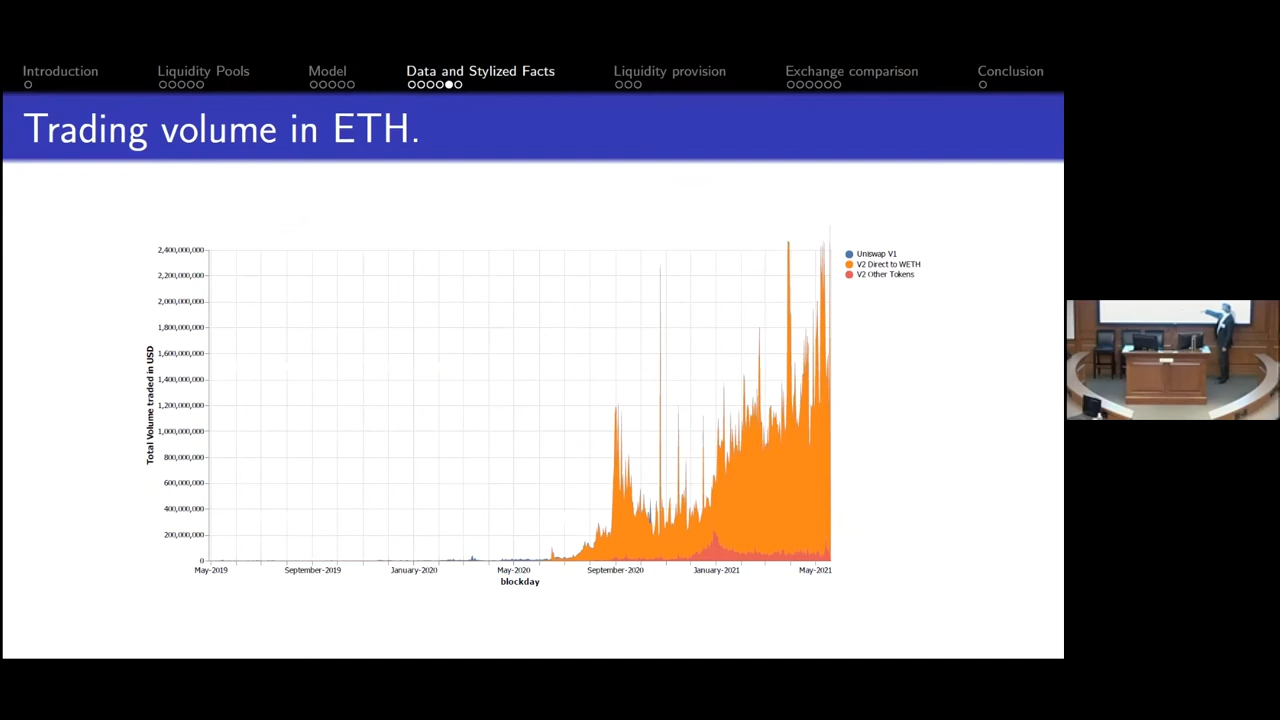 Introduction
Liquidity Pools
Model
Data and Stylized Facts
Liquidity provision
Exchange comparison
Conclusion
Trading volume in ETH.
Total Volume traded in USD
2,400,000,000
2,200,000,000
2,000,000,000
1,800,000,000
1,600,000,000
1,400,000,000
1,200,000,000
1,000,000,000
800,000,000
600,000,000
400,000,000
200,000,000
0
May-2019
September-2019
January-2020
May-2020
September-2020
January-2021
May-2021
blockday
Uniswap V1
V2 Direct to WETH
V2 Other Tokens